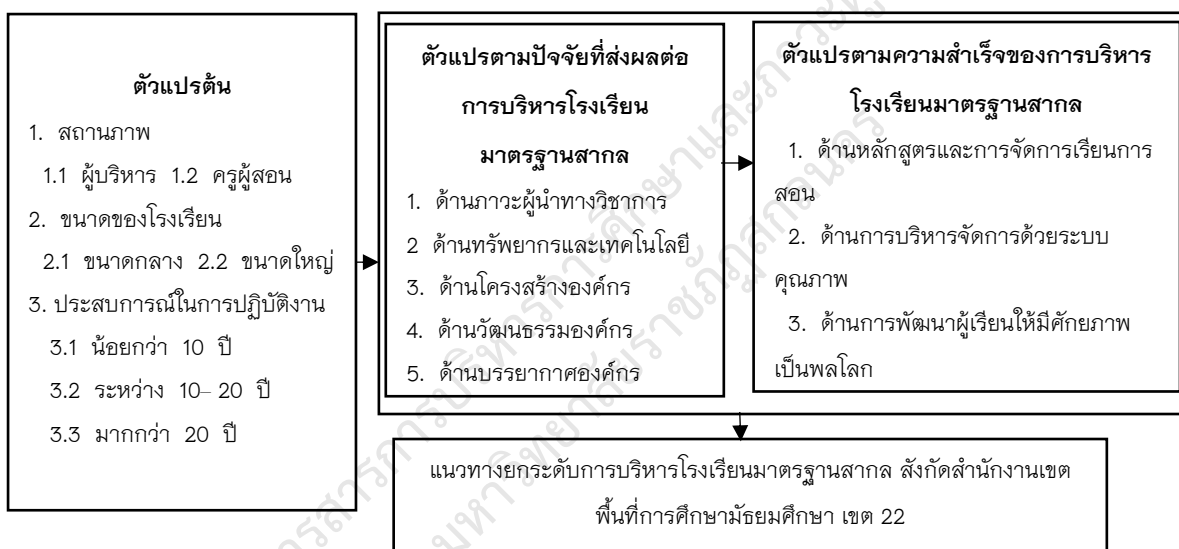 ตัวแปรต้น
1. สถานภาพ
1.1 ผู้บริหาร 1.2 ครูผู้สอน
2. ขนาดของโรงเรียน
2.1 ขนาดกลาง 2.2 ขนาดใหญ่
3. ประสบการณ์ในการปฏิบัติงาน
3.1 น้อยกว่า 10 ปี
3.2 ระหว่าง 10– 20 ปี
3.3 มากกว่า 20 ปี
ตัวแปรตามปัจจัยที่ส่งผลต่อ
การบริหารโรงเรียน
มาตรฐานสากล
1. ด้านภาวะผู้นำทางวิชาการ
2 ด้านทรัพยากรและเทคโนโลยี
3. ด้านโครงสร้างองค์กร
4. ด้านวัฒนธรรมองค์กร
5. ด้านบรรยากาศองค์กร
ตัวแปรตามความสำเร็จของการบริหาร
โรงเรียนมาตรฐานสากล
1. ด้านหลักสูตรและการจัดการเรียนการ
สอน
2. ด้านการบริหารจัดการด้วยระบบ
คุณภาพ
3. ด้านการพัฒนาผู้เรียนให้มีศักยภาพ
เป็นพลโลก
แนวทางยกระดับการบริหารโรงเรียนมาตรฐานสากล สังกัดสำนักงานเขต
พื้นที่การศึกษามัธยมศึกษา เขต 22